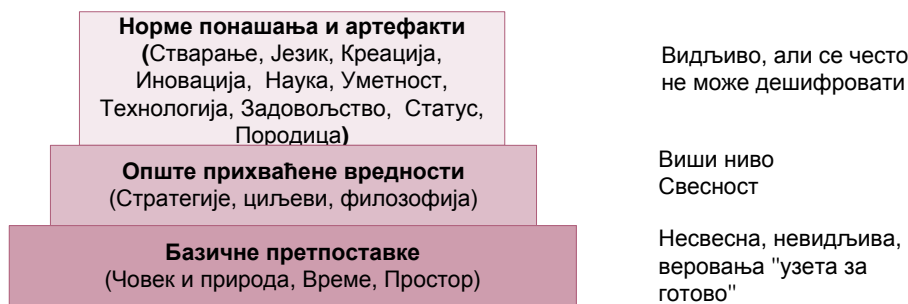 Норме понашања и артефакти
(Стварање, Језик, Креација,
Иновација, Наука, Уметност,
Технологија, Задовољство, Статус,
Породица)
Видљиво, али се често
не може дешифровати
Опште прихваћене вредности
(Стратегије, циљеви, филозофија)
Виши ниво
Свесност
Базичне претпоставке
(Човек и природа, Време, Простор)
Несвесна, невидљива,
веровања "узета за
готово"